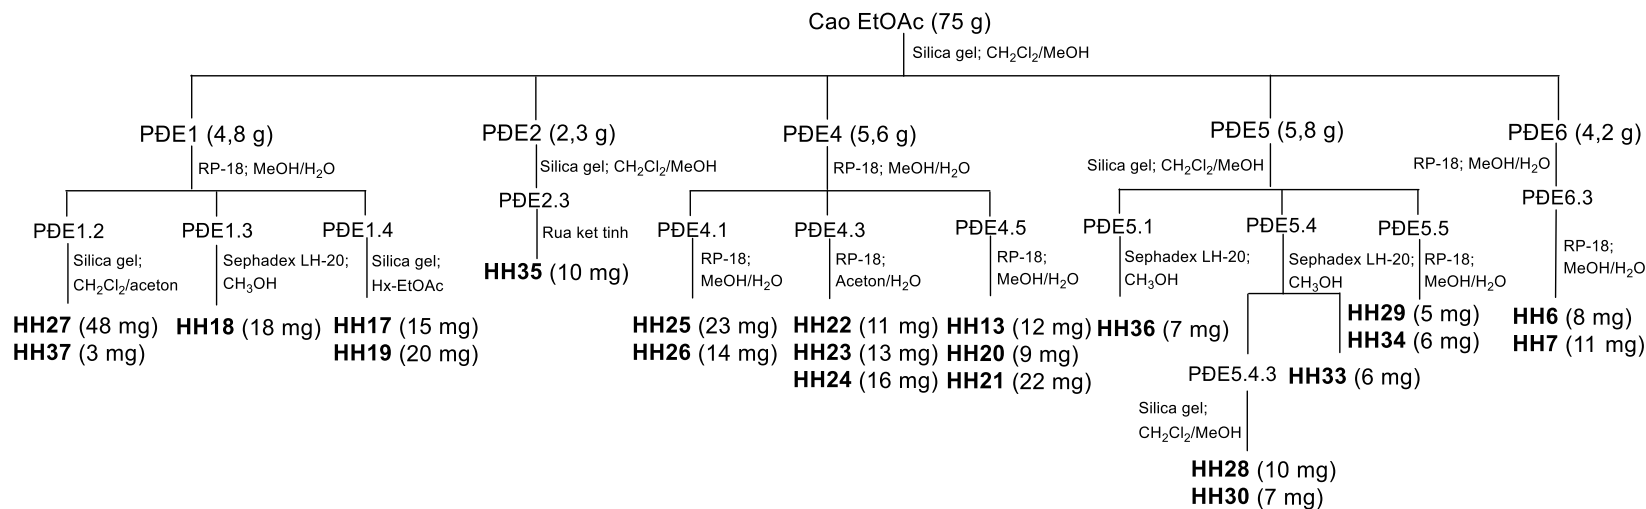 Cao EtOAc (75 g)
Silica gel; CH₂Cl₂/MeOH
PĐE1 (4,8 g)
RP-18; MeOH/H₂O
PĐE1.2
Silica gel;
CH₂Cl₂/aceton
HH27 (48 mg)
HH37 (3 mg)
PĐE1.3
Sephadex LH-20;
CH₃OH
HH18 (18 mg)
PĐE1.4
Silica gel;
Hx-EtOAc
HH17 (15 mg)
HH19 (20 mg)
PĐE2 (2,3 g)
Silica gel; CH₂Cl₂/MeOH
PĐE2.3
Rua ket tinh
HH35 (10 mg)
PĐE4 (5,6 g)
RP-18; MeOH/H₂O
PĐE4.1
RP-18;
MeOH/H₂O
HH25 (23 mg)
HH26 (14 mg)
PĐE4.3
RP-18;
Aceton/H₂O
HH22 (11 mg)
HH23 (13 mg)
HH24 (16 mg)
PĐE4.5
RP-18;
MeOH/H₂O
HH13 (12 mg)
HH20 (9 mg)
HH21 (22 mg)
PĐE5 (5,8 g)
Silica gel; CH₂Cl₂/MeOH
PĐE5.1
Sephadex LH-20;
CH₃OH
HH36 (7 mg)
PĐE5.4
Sephadex LH-20;
CH₃OH
PĐE5.4.3
Silica gel;
CH₂Cl₂/MeOH
HH28 (10 mg)
HH30 (7 mg)
HH33 (6 mg)
PĐE5.5
RP-18;
MeOH/H₂O
HH29 (5 mg)
HH34 (6 mg)
PĐE6 (4,2 g)
RP-18; MeOH/H₂O
PĐE6.3
RP-18;
MeOH/H₂O
HH6 (8 mg)
HH7 (11 mg)